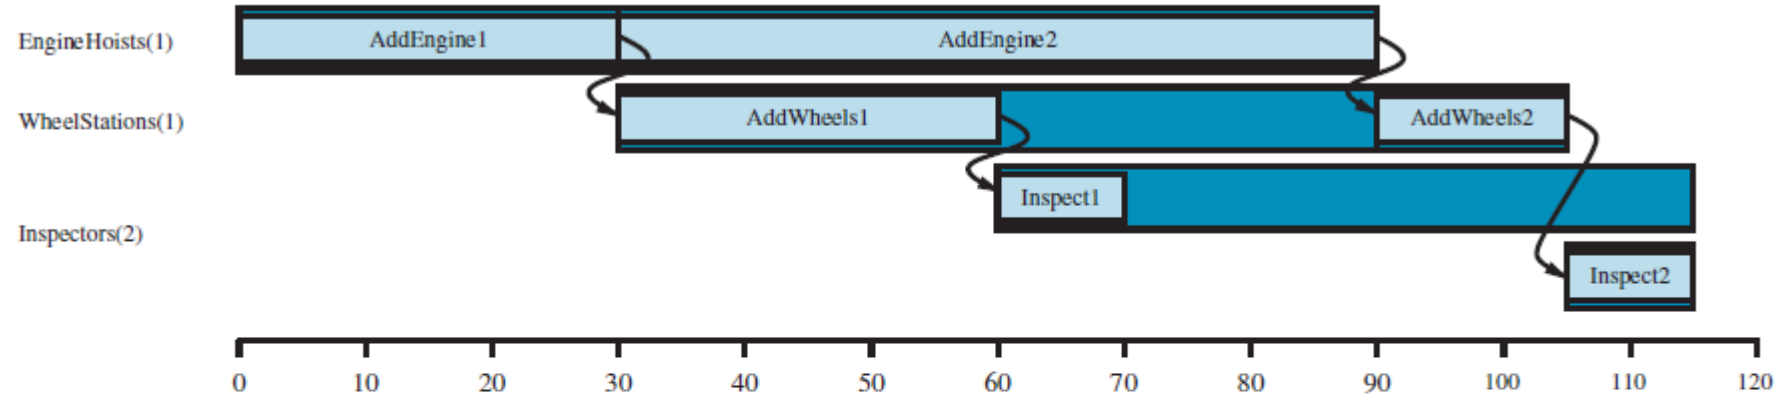 EngineHoists(1)
AddEngine1
AddEngine2
WheelStations(1)
AddWheels1
AddWheels2
Inspectors(2)
Inspect1
Inspect2
0 10 20 30 40 50 60 70 80 90 100 110 120